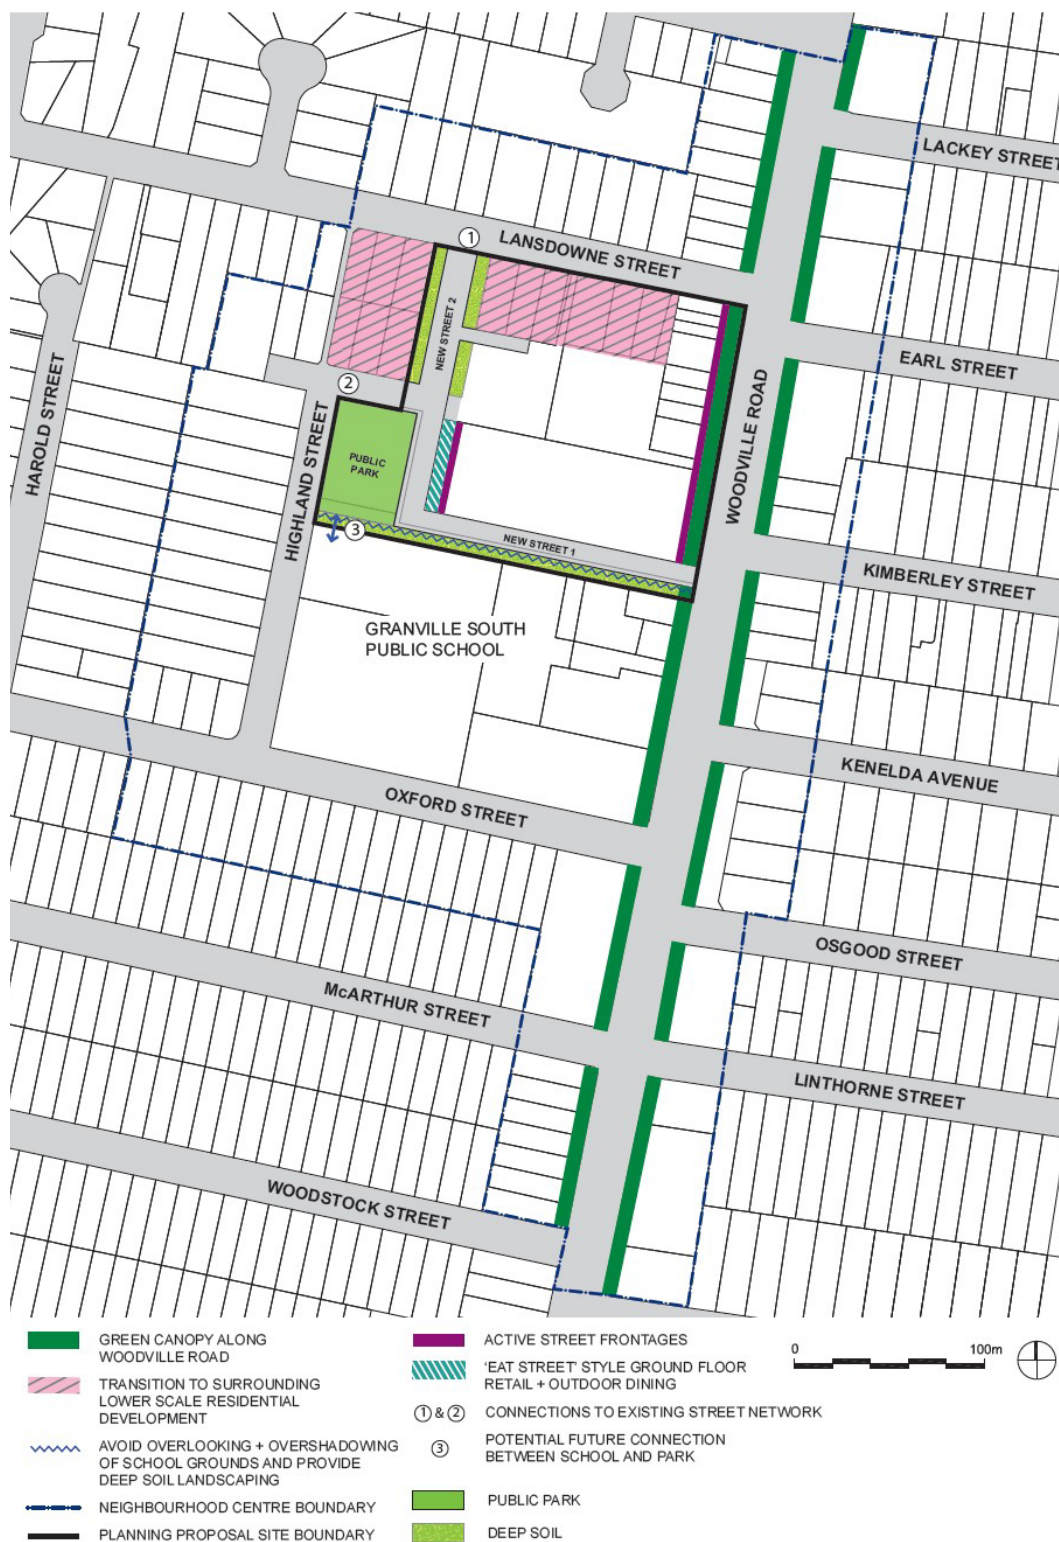 LACKEY STREET
1
LANSDOWNE STREET
NEW STREET 2
EARL STREET
2
HAROLD STREET
HIGHLAND STREET
PUBLIC
PARK
WOODVILLE ROAD
3
NEW STREET 1
KIMBERLEY STREET
GRANVILLE SOUTH
PUBLIC SCHOOL
KENELDA AVENUE
OXFORD STREET
OSGOOD STREET
McARTHUR STREET
LINTHORNE STREET
WOODSTOCK STREET
GREEN CANOPY ALONG
WOODVILLE ROAD
TRANSITION TO SURROUNDING
LOWER SCALE RESIDENTIAL
DEVELOPMENT
AVOID OVERLOOKING + OVERSHADOWING
OF SCHOOL GROUNDS AND PROVIDE
DEEP SOIL LANDSCAPING
NEIGHBOURHOOD CENTRE BOUNDARY
PLANNING PROPOSAL SITE BOUNDARY
ACTIVE STREET FRONTAGES
'EAT STREET' STYLE GROUND FLOOR
RETAIL + OUTDOOR DINING
1 & 2 CONNECTIONS TO EXISTING STREET NETWORK
3 POTENTIAL FUTURE CONNECTION
BETWEEN SCHOOL AND PARK
PUBLIC PARK
DEEP SOIL
0 100m